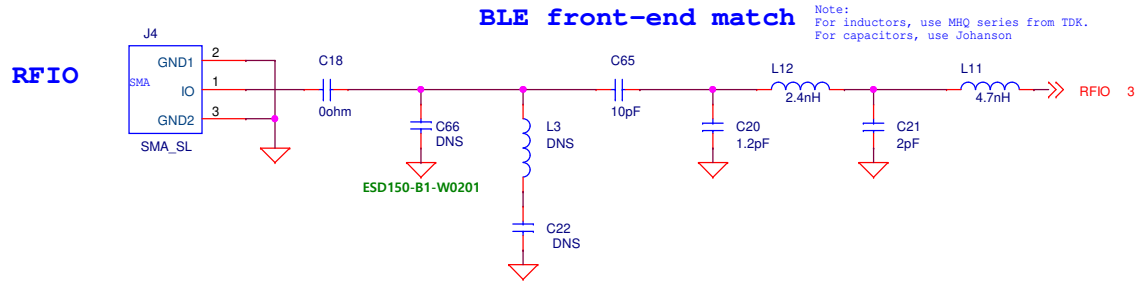 BLE front-end match
Note:
For inductors, use MHQ series from TDK.
For capacitors, use Johanson
RFIO
J4
SMA
GND1
2
IO
1
GND2
3
SMA_SL
C18
0ohm
C66
DNS
ESD150-B1-W0201
L3
DNS
C22
DNS
C65
10pF
C20
1.2pF
L12
2.4nH
C21
2pF
L11
4.7nH
RFIO 3